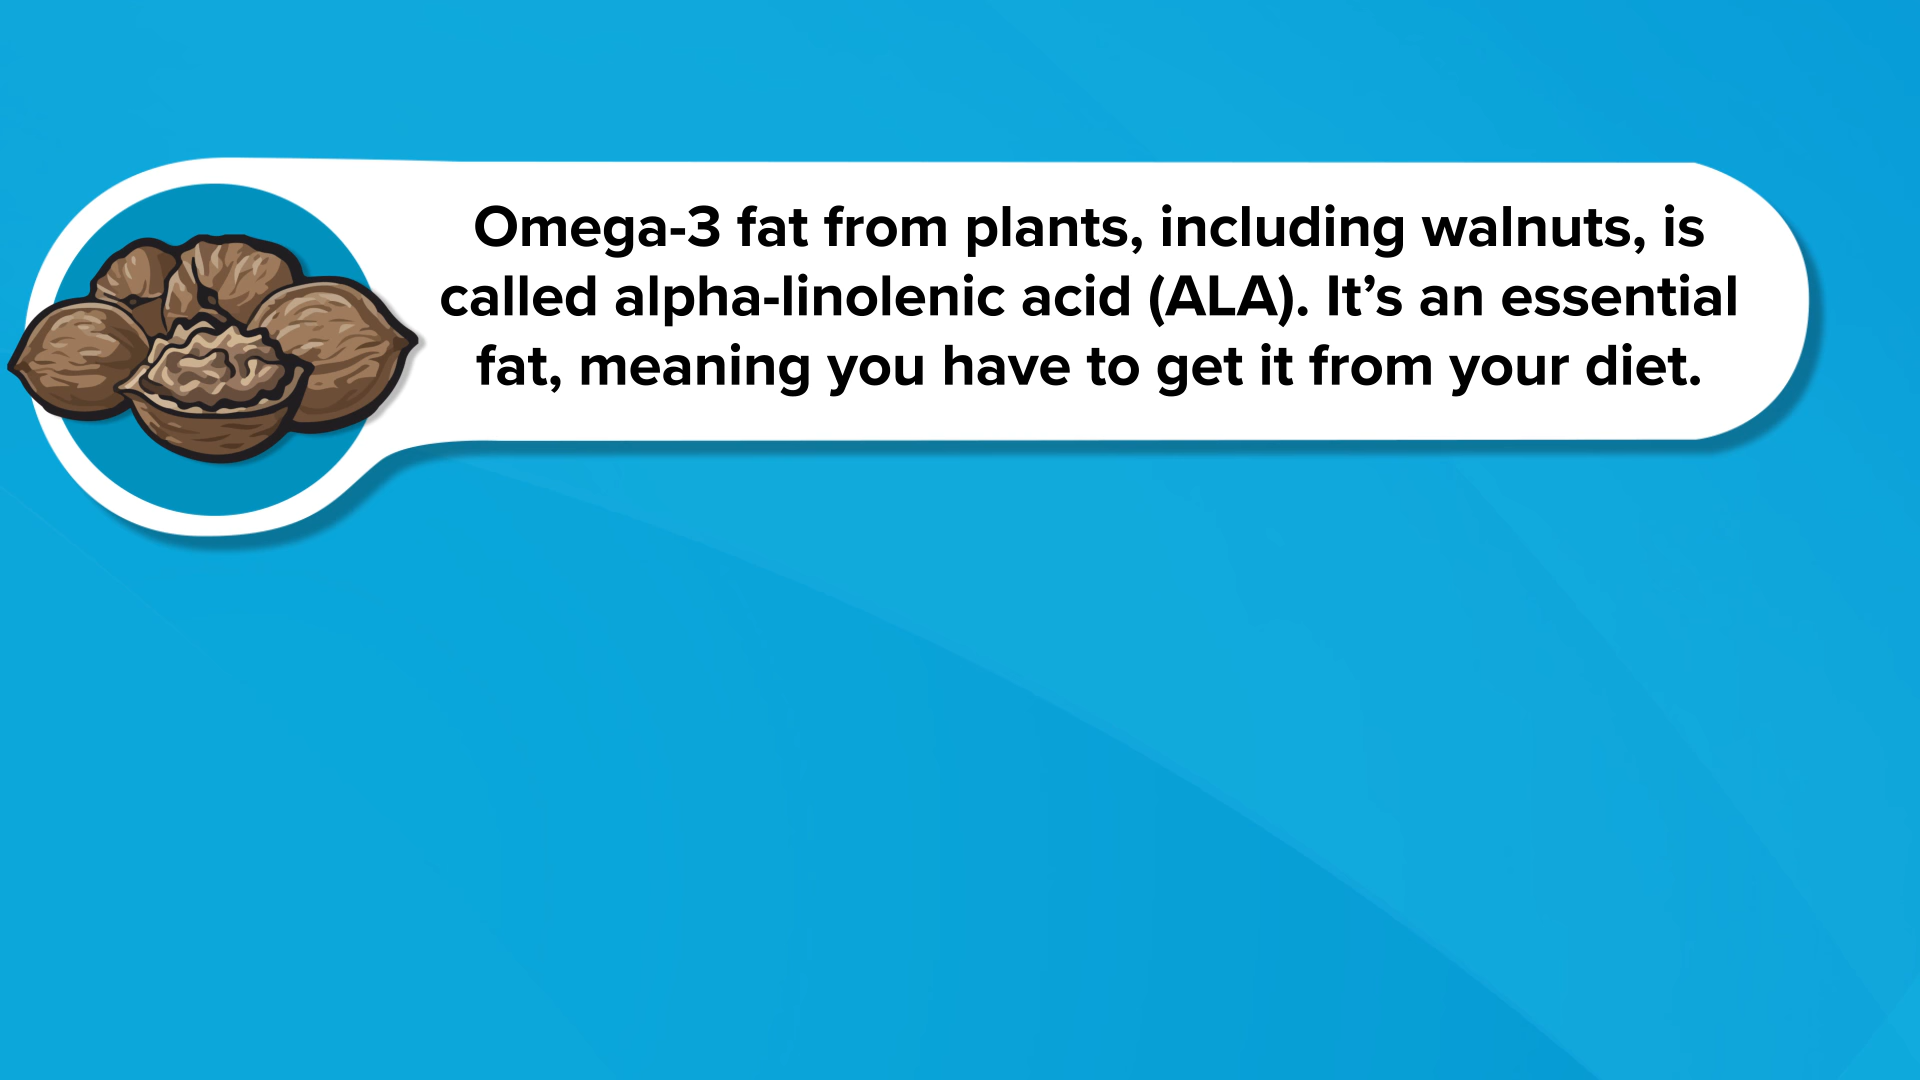 Omega-3 fat from plants, including walnuts, is
called alpha-linolenic acid (ALA). It’s an essential
fat, meaning you have to get it from your diet.